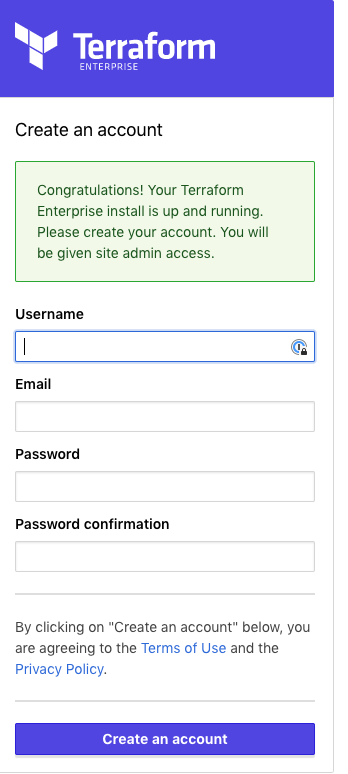 Terraform
ENTERPRISE
Create an account
Congratulations! Your Terraform
Enterprise install is up and running.
Please create your account. You will
be given site admin access.
Username
Email
Password
Password confirmation
By clicking on "Create an account" below, you
are agreeing to the Terms of Use and the
Privacy Policy.
Create an account